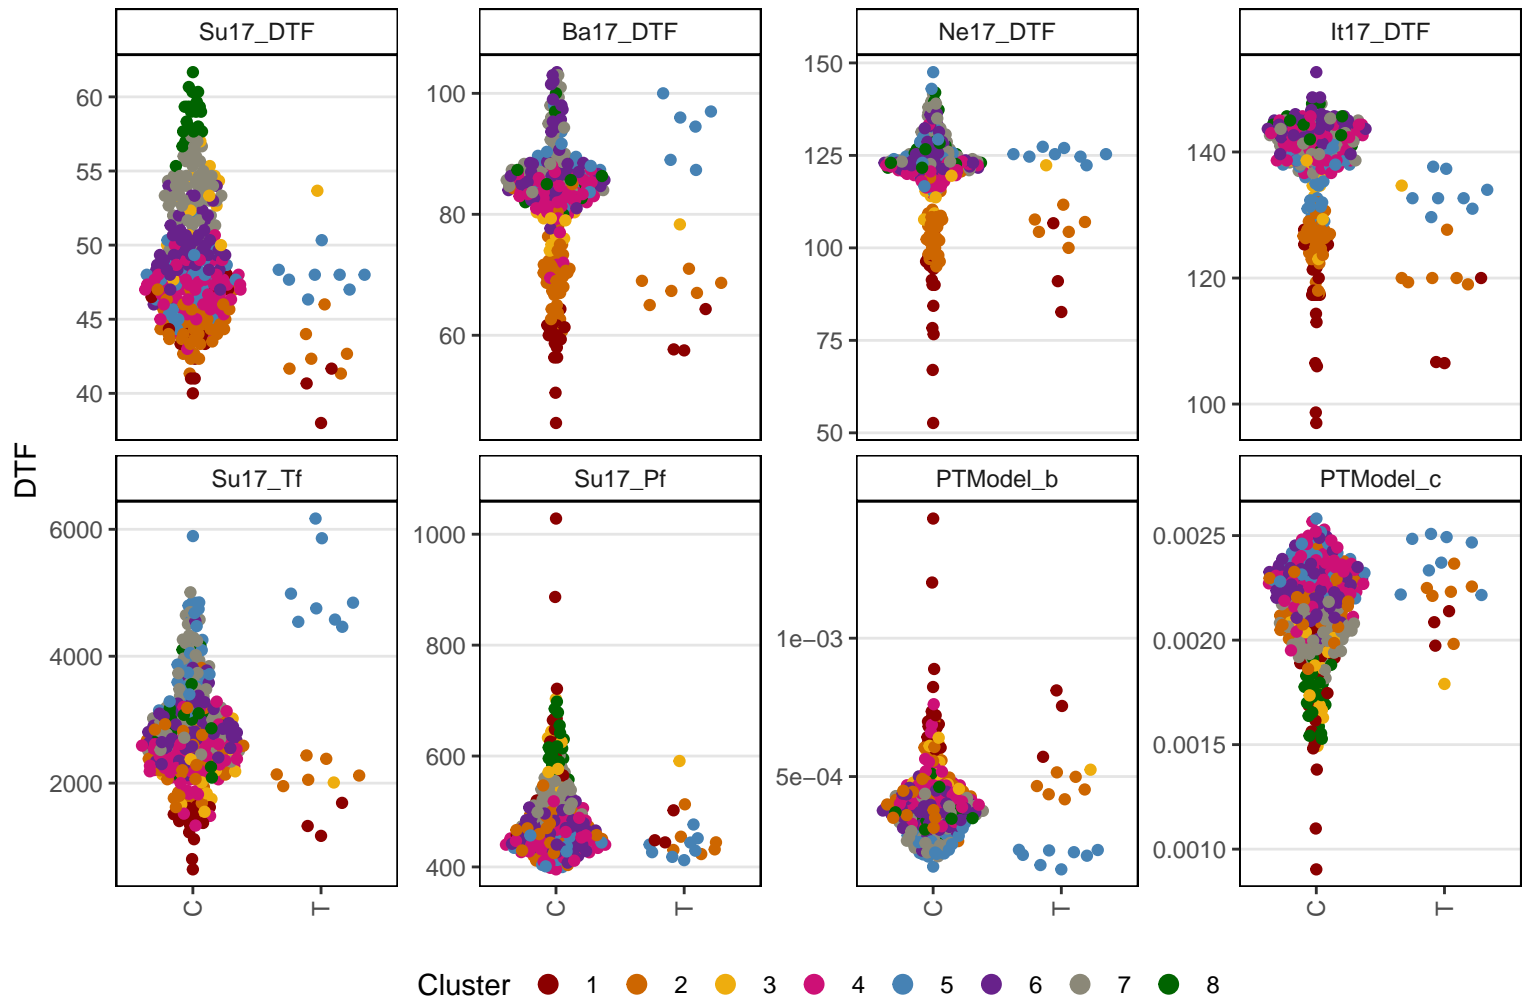 Su17_DTF
Ba17_DTF
Ne17_DTF
It17_DTF
60
55
50
45
40
100
80
60
150
125
100
75
50
140
120
100
DTF
Su17_Tf
Su17_Pf
PTModel_b
PTModel_c
6000
4000
2000
1000
800
600
400
1e−03
5e−04
0.0025
0.0020
0.0015
0.0010
C
T
C
T
C
T
C
T
Cluster 1 2 3 4 5 6 7 8